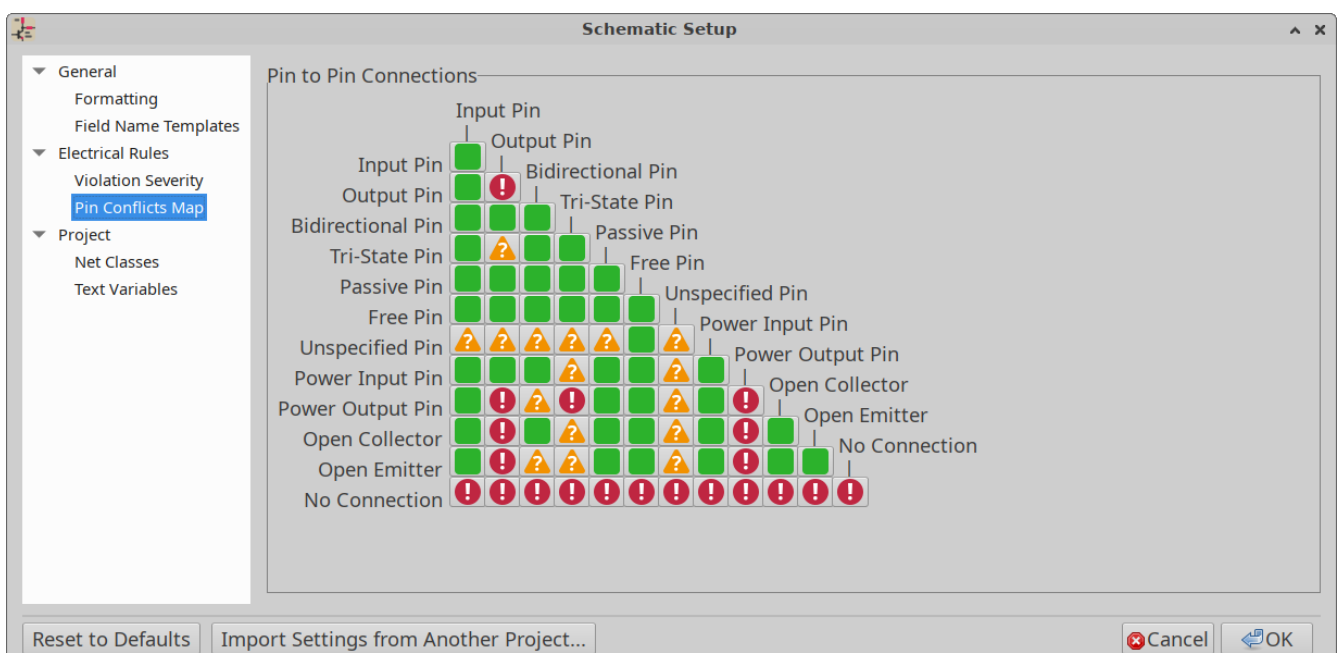 Schematic Setup
General
Formatting
Field Name Templates
Electrical Rules
Violation Severity
Pin Conflicts Map
Project
Net Classes
Text Variables
Pin to Pin Connections
Input Pin
Output Pin
Input Pin
Bidirectional Pin
Output Pin
Tri-State Pin
Bidirectional Pin
Passive Pin
Tri-State Pin
Free Pin
Passive Pin
Unspecified Pin
Free Pin
Power Input Pin
Unspecified Pin
Power Output Pin
Power Input Pin
Open Collector
Power Output Pin
Open Emitter
Open Collector
No Connection
Open Emitter
No Connection
Reset to Defaults
Import Settings from Another Project...
Cancel
OK